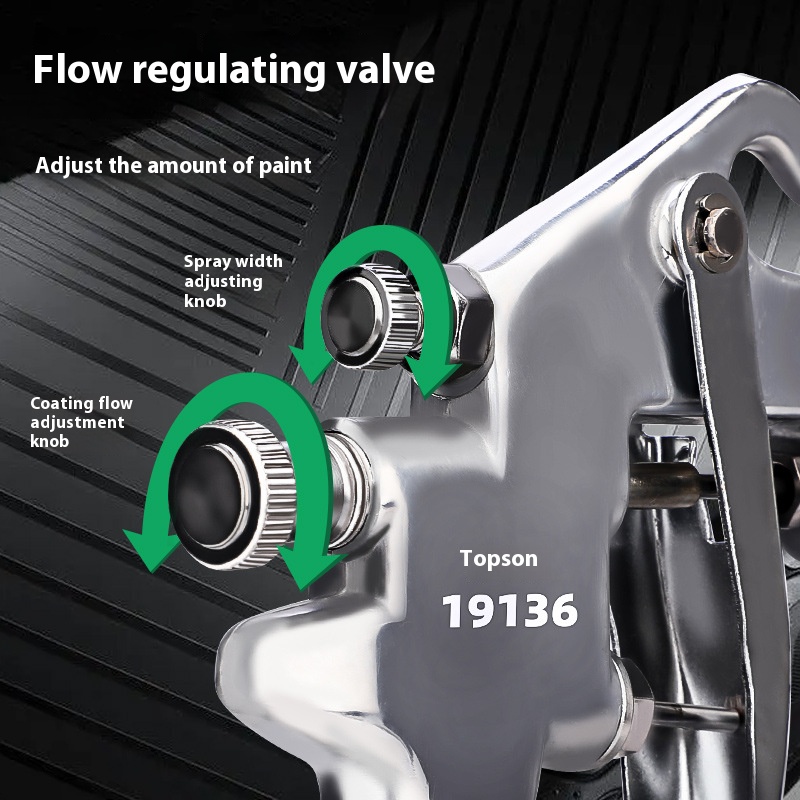 Flow regulating valve
Adjust the amount of paint
Spray width
adjusting
knob
Coating flow
adjustment
knob
Topson
19136